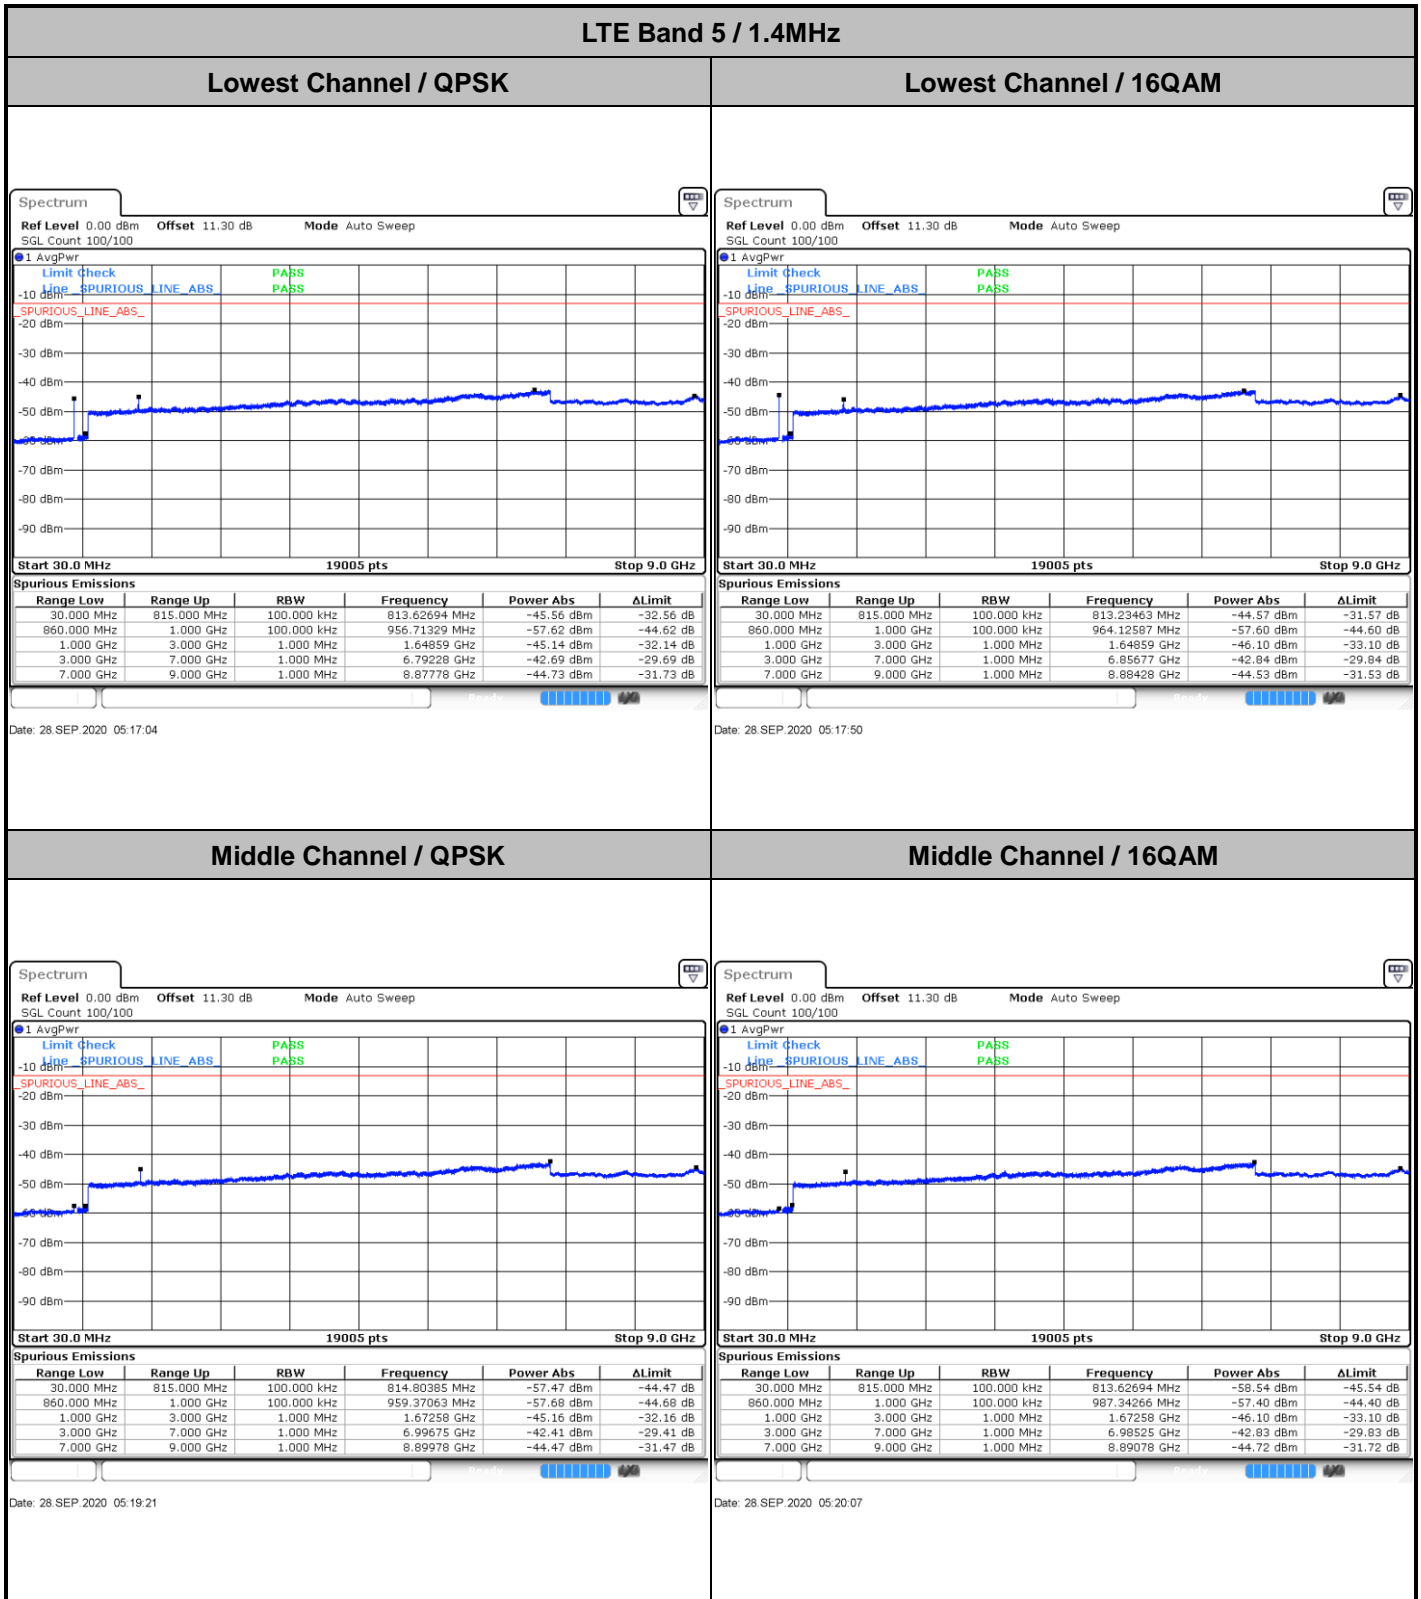 LTE Band 5 / 1.4MHz
Lowest Channel / QPSK
Lowest Channel / 16QAM
Spectrum
Ref Level 0.00 dBm Offset 11.30 dB Mode Auto Sweep
SGL Count 100/100
1 AvgPwr
Limit Check PASS
Line _SPURIOUS_LINE_ABS_ PASS
-10 dBm
_SPURIOUS_LINE_ABS_
-20 dBm
-30 dBm
-40 dBm
-50 dBm
-60 dBm
-70 dBm
-80 dBm
-90 dBm
Start 30.0 MHz 19005 pts Stop 9.0 GHz
Spurious Emissions
Range Low Range Up RBW Frequency Power Abs ΔLimit
30.000 MHz 815.000 MHz 100.000 kHz 813.62694 MHz -45.56 dBm -32.56 dB
860.000 MHz 1.000 GHz 100.000 kHz 956.71329 MHz -57.62 dBm -44.62 dB
1.000 GHz 3.000 GHz 1.000 MHz 1.64859 GHz -45.14 dBm -32.14 dB
3.000 GHz 7.000 GHz 1.000 MHz 6.79228 GHz -42.69 dBm -29.69 dB
7.000 GHz 9.000 GHz 1.000 MHz 8.87778 GHz -44.73 dBm -31.73 dB
Ready
Date: 28.SEP.2020 05:17:04
Spectrum
Ref Level 0.00 dBm Offset 11.30 dB Mode Auto Sweep
SGL Count 100/100
1 AvgPwr
Limit Check PASS
Line _SPURIOUS_LINE_ABS_ PASS
-10 dBm
_SPURIOUS_LINE_ABS_
-20 dBm
-30 dBm
-40 dBm
-50 dBm
-60 dBm
-70 dBm
-80 dBm
-90 dBm
Start 30.0 MHz 19005 pts Stop 9.0 GHz
Spurious Emissions
Range Low Range Up RBW Frequency Power Abs ΔLimit
30.000 MHz 815.000 MHz 100.000 kHz 813.23463 MHz -44.57 dBm -31.57 dB
860.000 MHz 1.000 GHz 100.000 kHz 964.12587 MHz -57.60 dBm -44.60 dB
1.000 GHz 3.000 GHz 1.000 MHz 1.64859 GHz -46.10 dBm -33.10 dB
3.000 GHz 7.000 GHz 1.000 MHz 6.85677 GHz -42.84 dBm -29.84 dB
7.000 GHz 9.000 GHz 1.000 MHz 8.88428 GHz -44.53 dBm -31.53 dB
Ready
Date: 28.SEP.2020 05:17:50
Middle Channel / QPSK
Middle Channel / 16QAM
Spectrum
Ref Level 0.00 dBm Offset 11.30 dB Mode Auto Sweep
SGL Count 100/100
1 AvgPwr
Limit Check PASS
Line _SPURIOUS_LINE_ABS_ PASS
-10 dBm
_SPURIOUS_LINE_ABS_
-20 dBm
-30 dBm
-40 dBm
-50 dBm
-60 dBm
-70 dBm
-80 dBm
-90 dBm
Start 30.0 MHz 19005 pts Stop 9.0 GHz
Spurious Emissions
Range Low Range Up RBW Frequency Power Abs ΔLimit
30.000 MHz 815.000 MHz 100.000 kHz 814.80385 MHz -57.47 dBm -44.47 dB
860.000 MHz 1.000 GHz 100.000 kHz 959.37063 MHz -57.68 dBm -44.68 dB
1.000 GHz 3.000 GHz 1.000 MHz 1.67258 GHz -45.16 dBm -32.16 dB
3.000 GHz 7.000 GHz 1.000 MHz 6.99675 GHz -42.41 dBm -29.41 dB
7.000 GHz 9.000 GHz 1.000 MHz 8.89978 GHz -44.47 dBm -31.47 dB
Ready
Date: 28.SEP.2020 05:19:21
Spectrum
Ref Level 0.00 dBm Offset 11.30 dB Mode Auto Sweep
SGL Count 100/100
1 AvgPwr
Limit Check PASS
Line _SPURIOUS_LINE_ABS_ PASS
-10 dBm
_SPURIOUS_LINE_ABS_
-20 dBm
-30 dBm
-40 dBm
-50 dBm
-60 dBm
-70 dBm
-80 dBm
-90 dBm
Start 30.0 MHz 19005 pts Stop 9.0 GHz
Spurious Emissions
Range Low Range Up RBW Frequency Power Abs ΔLimit
30.000 MHz 815.000 MHz 100.000 kHz 813.62694 MHz -58.54 dBm -45.54 dB
860.000 MHz 1.000 GHz 100.000 kHz 987.34266 MHz -57.40 dBm -44.40 dB
1.000 GHz 3.000 GHz 1.000 MHz 1.67258 GHz -46.10 dBm -33.10 dB
3.000 GHz 7.000 GHz 1.000 MHz 6.98525 GHz -42.83 dBm -29.83 dB
7.000 GHz 9.000 GHz 1.000 MHz 8.89078 GHz -44.72 dBm -31.72 dB
Ready
Date: 28.SEP.2020 05:20:07